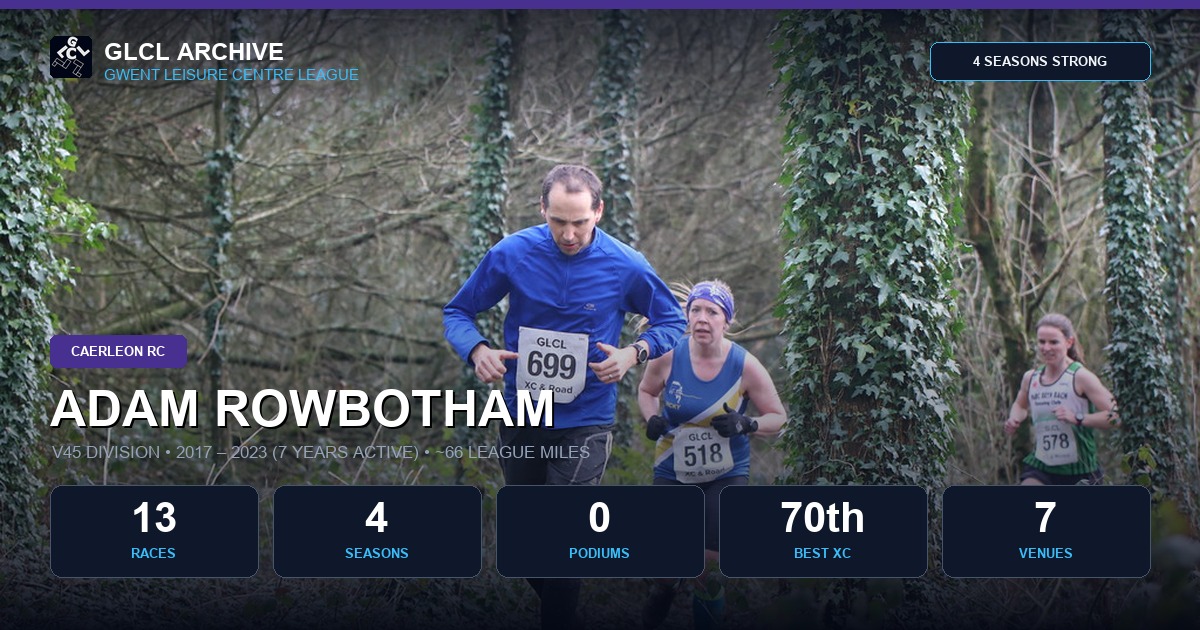 GLCL ARCHIVE
GWENT LEISURE CENTRE LEAGUE
4 SEASONS STRONG
GLCL
699
XC & Road
GLCL
518
XC & Road
GLCL
578
CAERLEON RC
ADAM ROWBOTHAM
V45 DIVISION • 2017 – 2023 (7 YEARS ACTIVE) • ~66 LEAGUE MILES
13
RACES
4
SEASONS
0
PODIUMS
70th
BEST XC
7
VENUES